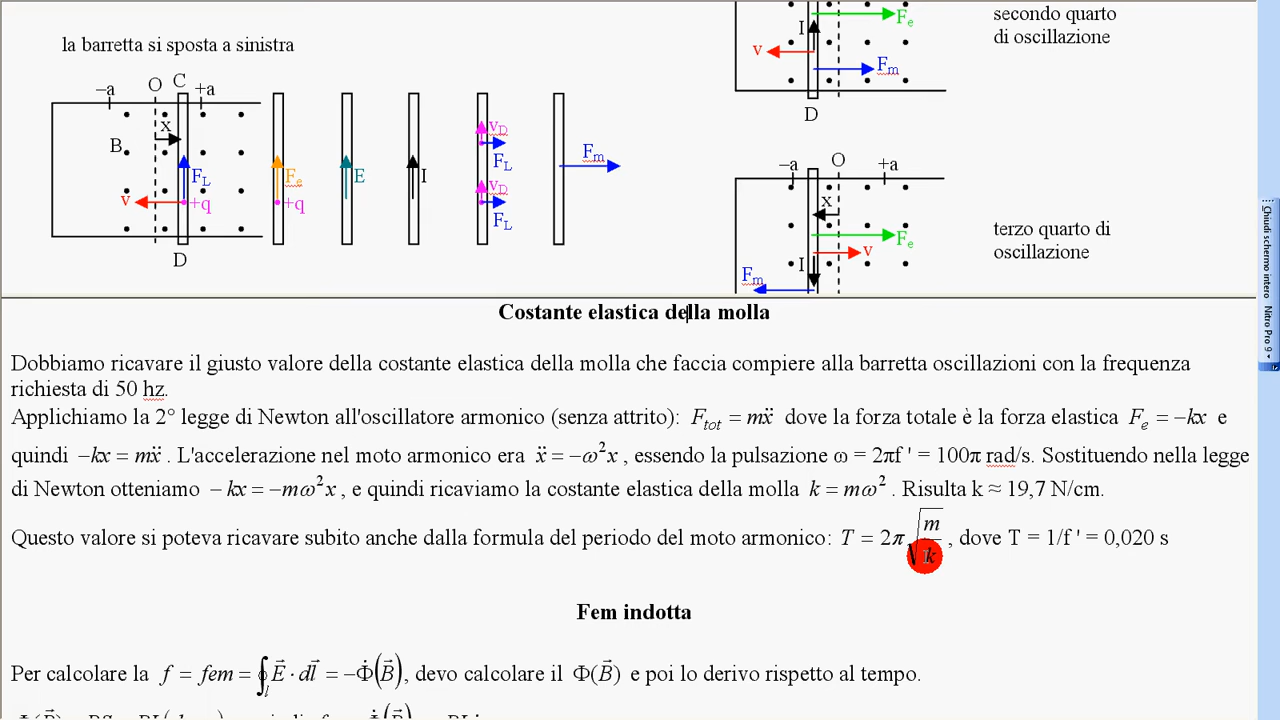 la barretta si sposta a sinistra
–a O C +a
x
B
F_L
v +q
D
F_e
+q
E
I
v_D
F_L
v_D
F_L
F_m
I F_e
v
F_m
D
secondo quarto
di oscillazione
–a O +a
x
F_e
I v
F_m
terzo quarto di
oscillazione
Chiudi schermo intero Nitro Pro 9
Costante elastica della molla
Dobbiamo ricavare il giusto valore della costante elastica della molla che faccia compiere alla barretta oscillazioni con la frequenza
richiesta di 50 hz.
Applichiamo la 2° legge di Newton all'oscillatore armonico (senza attrito): F_tot = mẍ dove la forza totale è la forza elastica F_e = −kx e
quindi −kx = mẍ . L'accelerazione nel moto armonico era ẍ = −ω²x , essendo la pulsazione ω = 2πf ' = 100π rad/s. Sostituendo nella legge
di Newton otteniamo − kx = −mω²x , e quindi ricaviamo la costante elastica della molla k = mω² . Risulta k ≈ 19,7 N/cm.
Questo valore si poteva ricavare subito anche dalla formula del periodo del moto armonico: T = 2π√(m/k) , dove T = 1/f ' = 0,020 s
Fem indotta
Per calcolare la f = fem = ∮_l E⃗ · dl⃗ = −Φ̇(B⃗), devo calcolare il Φ(B⃗) e poi lo derivo rispetto al tempo.